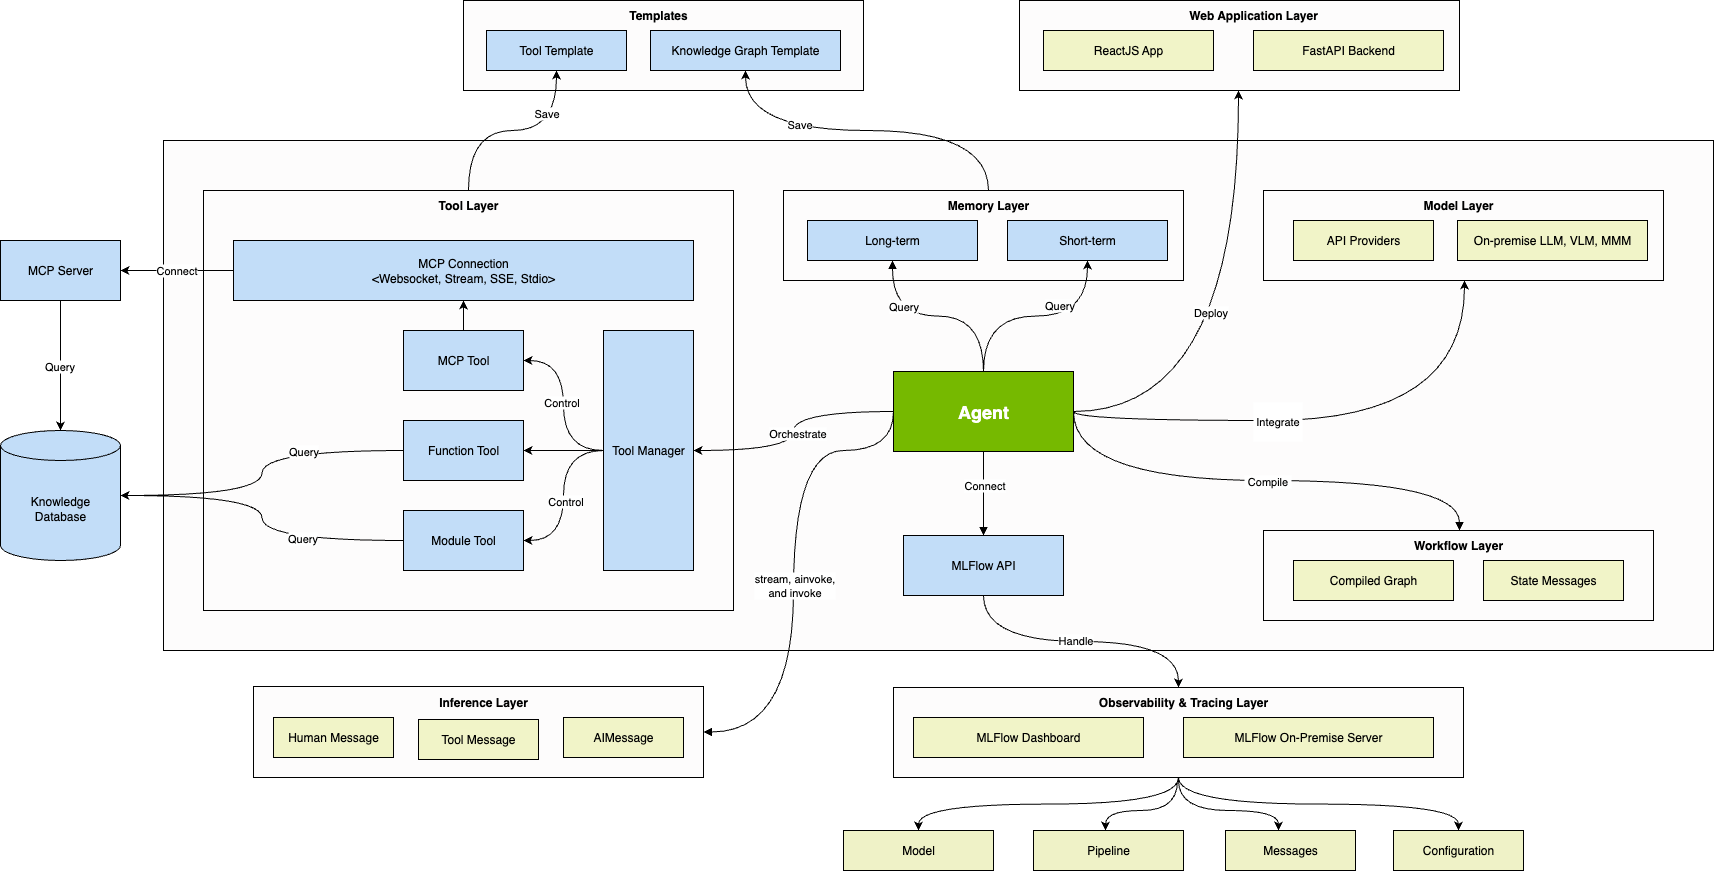 Templates
Tool Template
Knowledge Graph Template
Web Application Layer
ReactJS App
FastAPI Backend
Save
Save
Tool Layer
Memory Layer
Long-term
Short-term
Model Layer
API Providers
On-premise LLM, VLM, MMM
MCP Server
Connect
MCP Connection
<Websocket, Stream, SSE, Stdio>
Query
Query
Deploy
Query
MCP Tool
Control
Agent
Integrate
Orchestrate
Query
Function Tool
Tool Manager
Knowledge
Database
Control
Query
Module Tool
Connect
Compile
MLFlow API
stream, ainvoke,
and invoke
Workflow Layer
Compiled Graph
State Messages
Handle
Inference Layer
Human Message
Tool Message
AIMessage
Observability & Tracing Layer
MLFlow Dashboard
MLFlow On-Premise Server
Model
Pipeline
Messages
Configuration